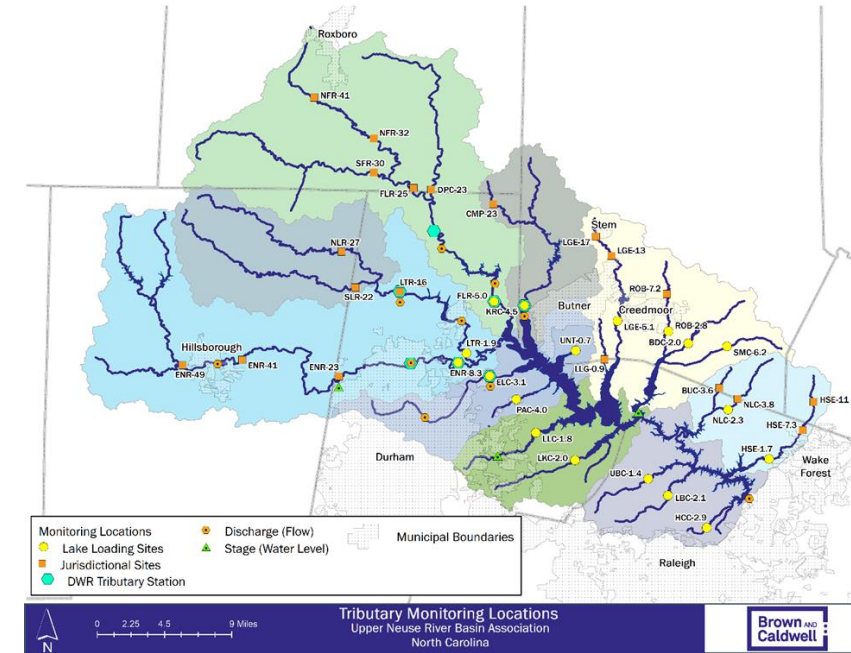 Roxboro
NFR-41
NFR-32
SFR-30
FLR-25
DPC-23
CMP-23
Stem
LGE-17
LGE-13
NLR-27
ROB-7.2
LTR-16
SLR-22
FLR-5.0
Butner
Creedmoor
KRC-4.5
LGE-5.1
ROB-2.8
Hillsborough
LTR-1.9
UNT-0.7
BDC-2.0
SMC-6.2
ENR-49
ENR-41
ENR-23
ENR-8.3
LLG-0.9
ELC-3.1
BUC-3.6
NLC-3.8
HSE-11
PAC-4.0
NLC-2.3
HSE-7.3
LLC-1.8
Durham
LKC-2.0
HSE-1.7
Wake
Forest
UBC-1.4
LBC-2.1
HCC-2.9
Raleigh
Monitoring Locations
Lake Loading Sites
Jurisdictional Sites
DWR Tributary Station
Discharge (Flow)
Stage (Water Level)
Municipal Boundaries
N
0 2.25 4.5 9 Miles
Tributary Monitoring Locations
Upper Neuse River Basin Association
North Carolina
Brown AND
Caldwell